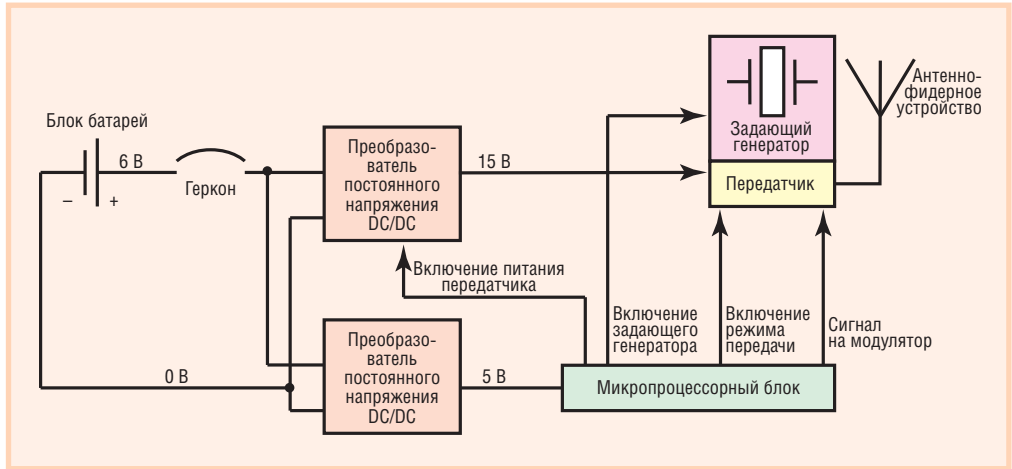 Блок батарей
6 В
–
+
Геркон
Преобразо-
ватель
постоянного
напряжения
DC/DC
15 В
Задающий
генератор
Передатчик
Антенно-
фидерное
устройство
Включение питания
передатчика
Включение
задающего
генератора
Включение
режима
передачи
Сигнал
на модулятор
0 В
Преобразо-
ватель
постоянного
напряжения
DC/DC
5 В
Микропроцессорный блок